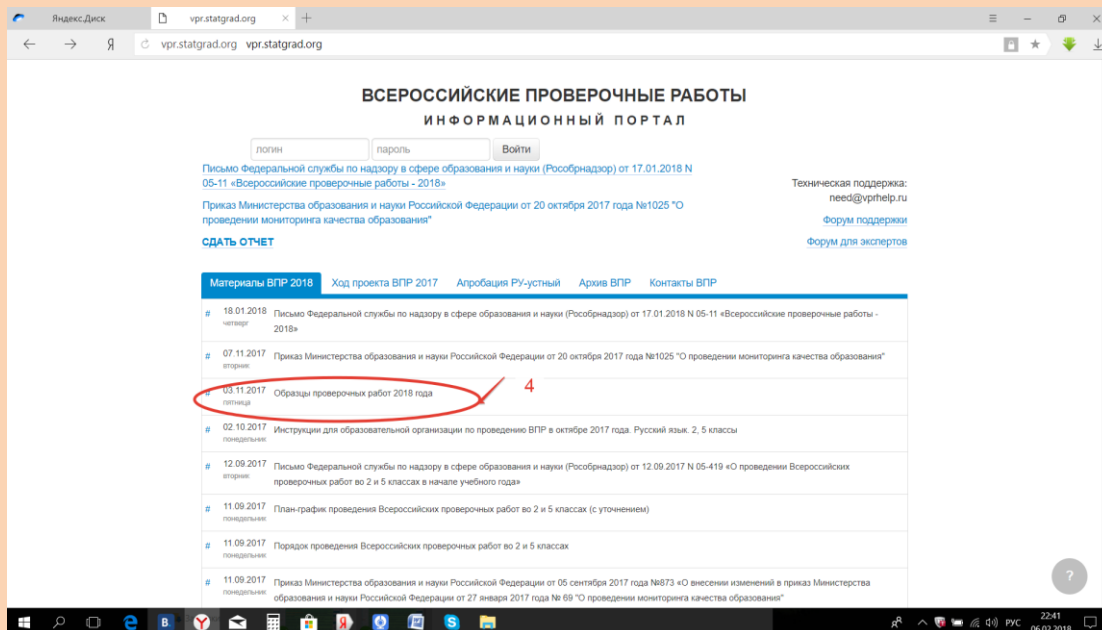 Яндекс.Диск
vpr.statgrad.org
vpr.statgrad.org vpr.statgrad.org
ВСЕРОССИЙСКИЕ ПРОВЕРОЧНЫЕ РАБОТЫ
ИНФОРМАЦИОННЫЙ ПОРТАЛ
логин пароль Войти
Письмо Федеральной службы по надзору в сфере образования и науки (Рособрнадзор) от 17.01.2018 N
05-11 «Всероссийские проверочные работы - 2018»
Приказ Министерства образования и науки Российской Федерации от 20 октября 2017 года №1025 "О
проведении мониторинга качества образования"
СДАТЬ ОТЧЕТ
Техническая поддержка:
need@vprhelp.ru
Форум поддержки
Форум для экспертов
Материалы ВПР 2018 Ход проекта ВПР 2017 Апробация РУ-устный Архив ВПР Контакты ВПР
# 18.01.2018 Письмо Федеральной службы по надзору в сфере образования и науки (Рособрнадзор) от 17.01.2018 N 05-11 «Всероссийские проверочные работы -
четверг 2018»
# 07.11.2017 Приказ Министерства образования и науки Российской Федерации от 20 октября 2017 года №1025 "О проведении мониторинга качества образования"
вторник
# 03.11.2017 Образцы проверочных работ 2018 года 4
пятница
# 02.10.2017 Инструкции для образовательной организации по проведению ВПР в октябре 2017 года. Русский язык. 2, 5 классы
понедельник
# 12.09.2017 Письмо Федеральной службы по надзору в сфере образования и науки (Рособрнадзор) от 12.09.2017 N 05-419 «О проведении Всероссийских
вторник проверочных работ во 2 и 5 классах в начале учебного года»
# 11.09.2017 План-график проведения Всероссийских проверочных работ во 2 и 5 классах (с уточнением)
понедельник
# 11.09.2017 Порядок проведения Всероссийских проверочных работ во 2 и 5 классах
понедельник
# 11.09.2017 Приказ Министерства образования и науки Российской Федерации от 05 сентября 2017 года №873 «О внесении изменений в приказ Министерства
понедельник образования и науки Российской Федерации от 27 января 2017 года № 69 "О проведении мониторинга качества образования"
?
РУС 22:41
06.02.2018